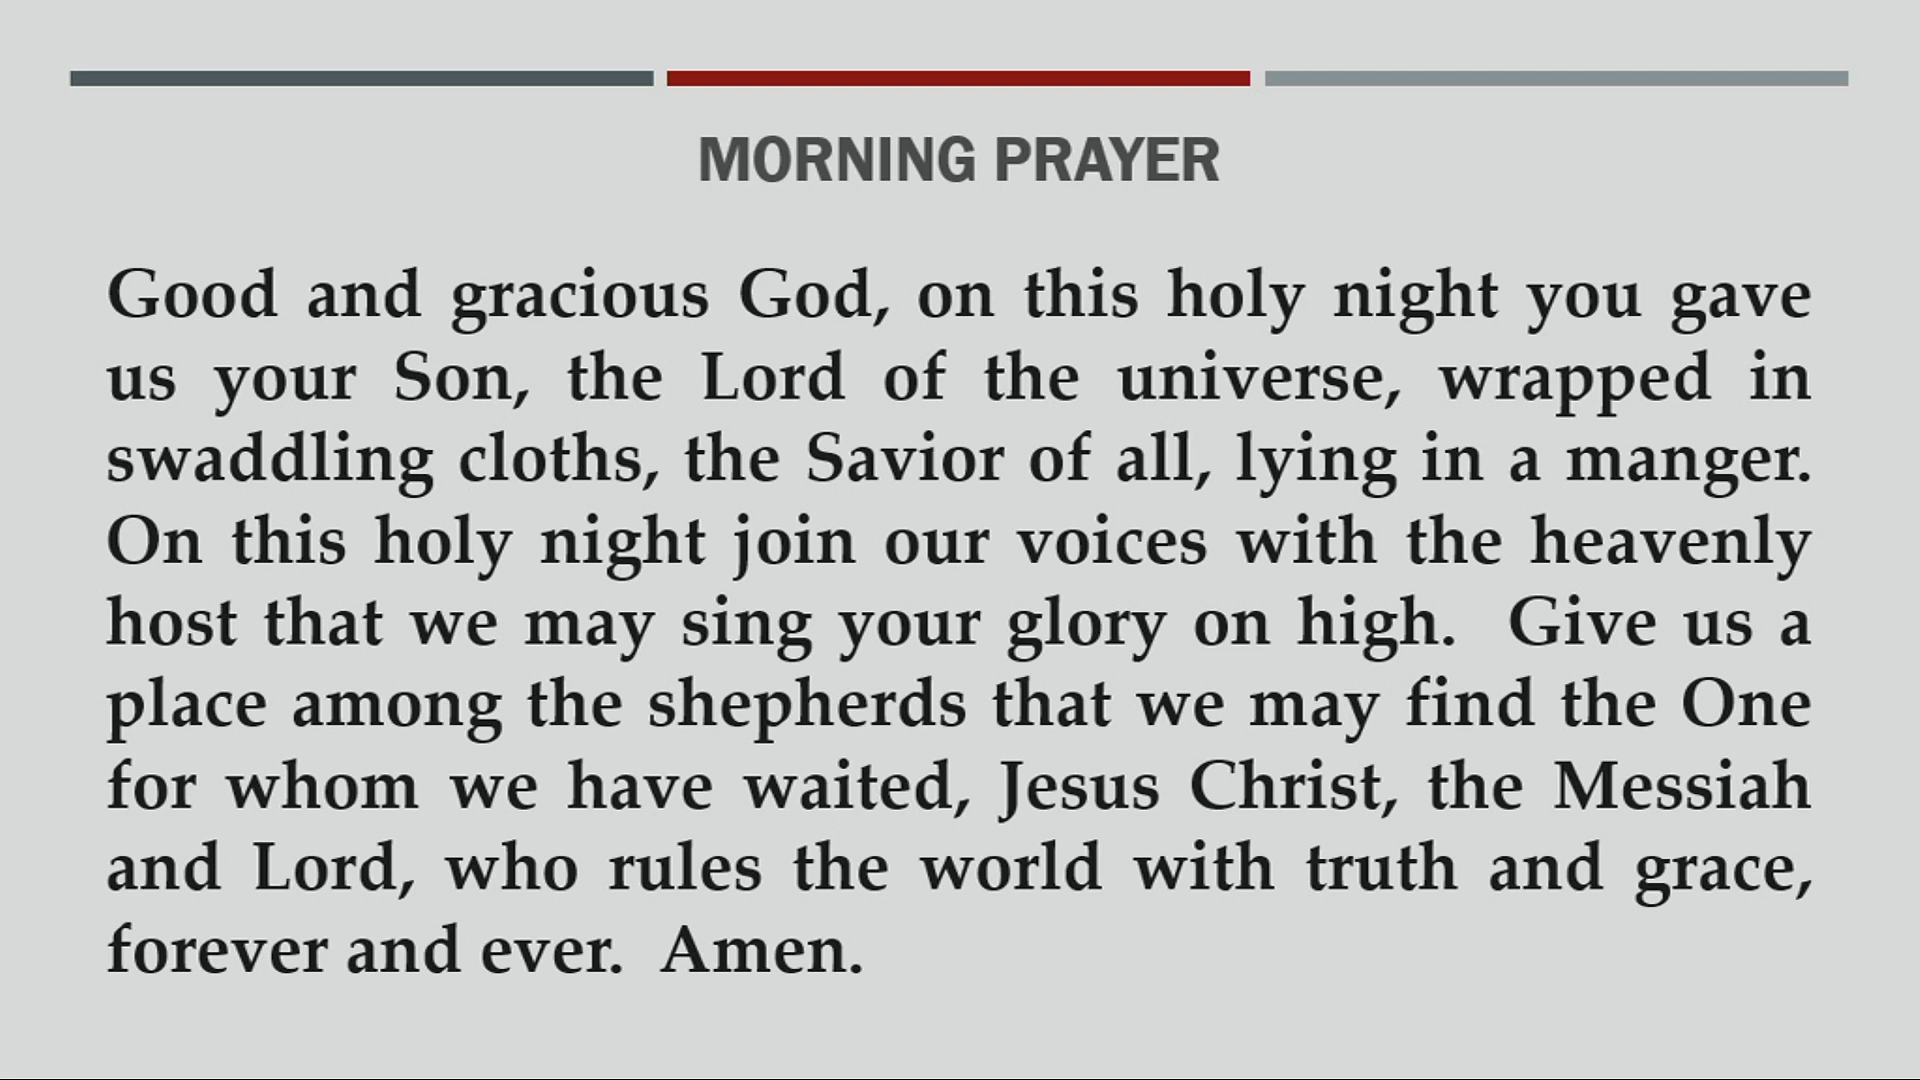 MORNING PRAYER
Good and gracious God, on this holy night you gave
us your Son, the Lord of the universe, wrapped in
swaddling cloths, the Savior of all, lying in a manger.
On this holy night join our voices with the heavenly
host that we may sing your glory on high.  Give us a
place among the shepherds that we may find the One
for whom we have waited, Jesus Christ, the Messiah
and Lord, who rules the world with truth and grace,
forever and ever.  Amen.